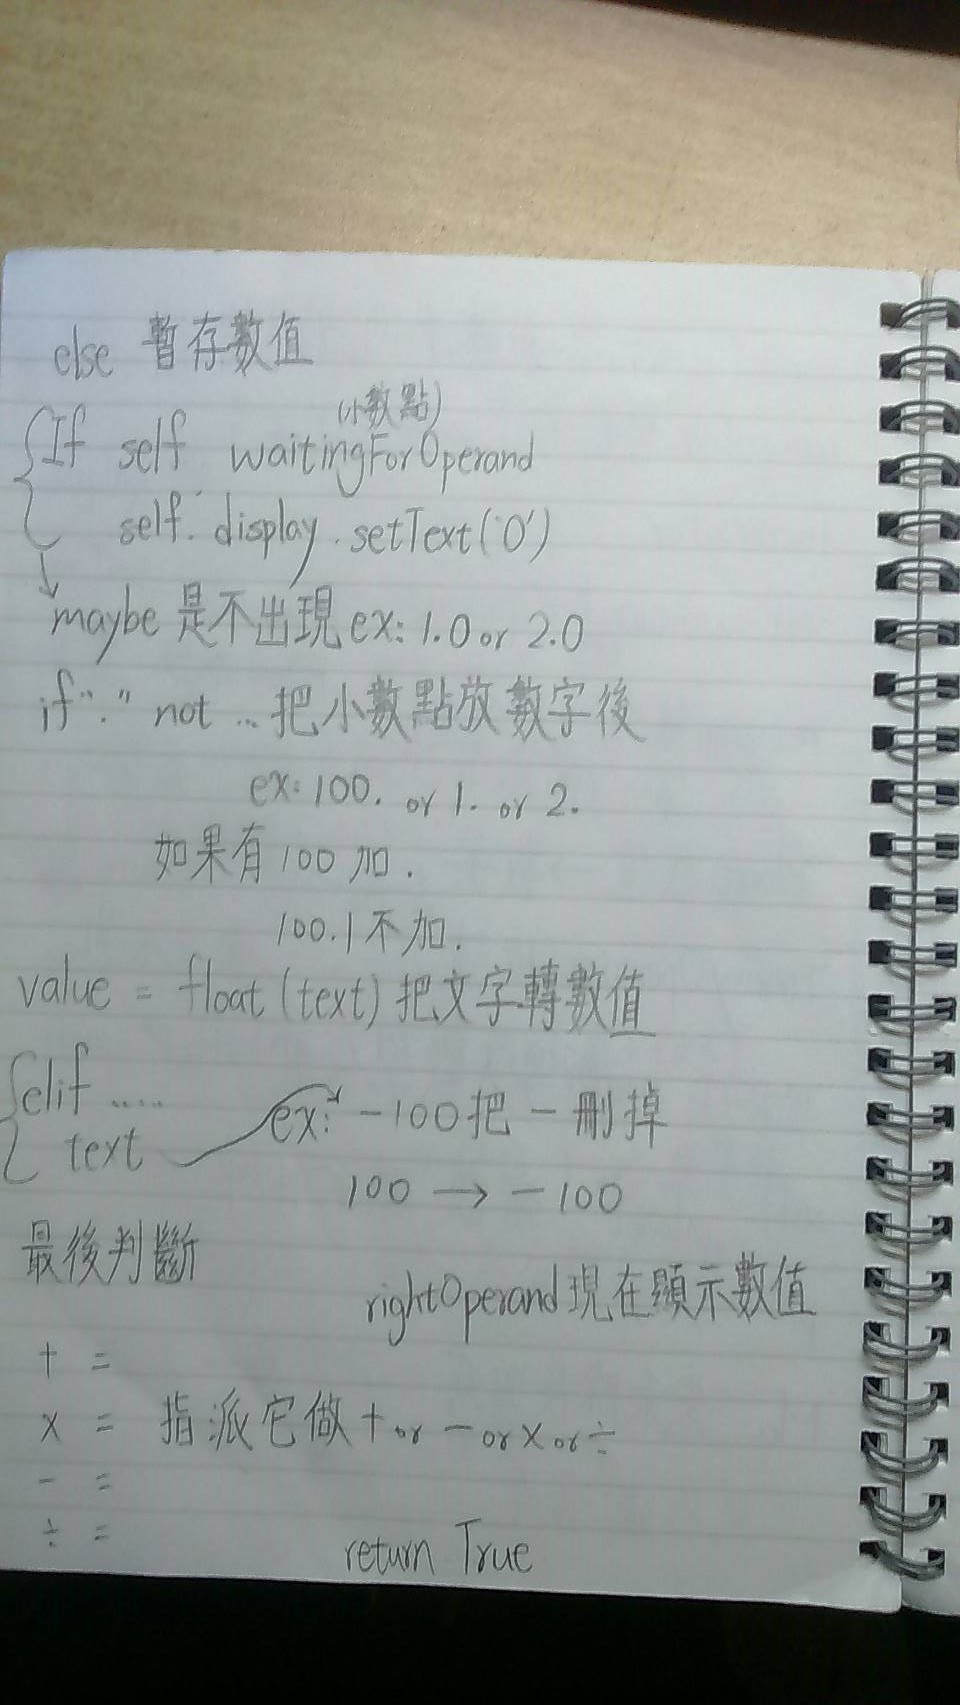 else 暫存數值
(小數點)
If self waitingForOperand
self. display. setText('0')
maybe 是不出現 ex: 1.0 or 2.0
if "." not ... 把小數點放數字後
ex: 100. or 1. or 2.
如果有 100 加 .
100.1 不加.
value = float (text) 把文字轉數值
elif .....
text ex: -100 把 - 刪掉
100 → -100
最後判斷
rightOperand 現在顯示數值
+ =
× = 指派它做 + or - or × or ÷
- =
÷ =
return True